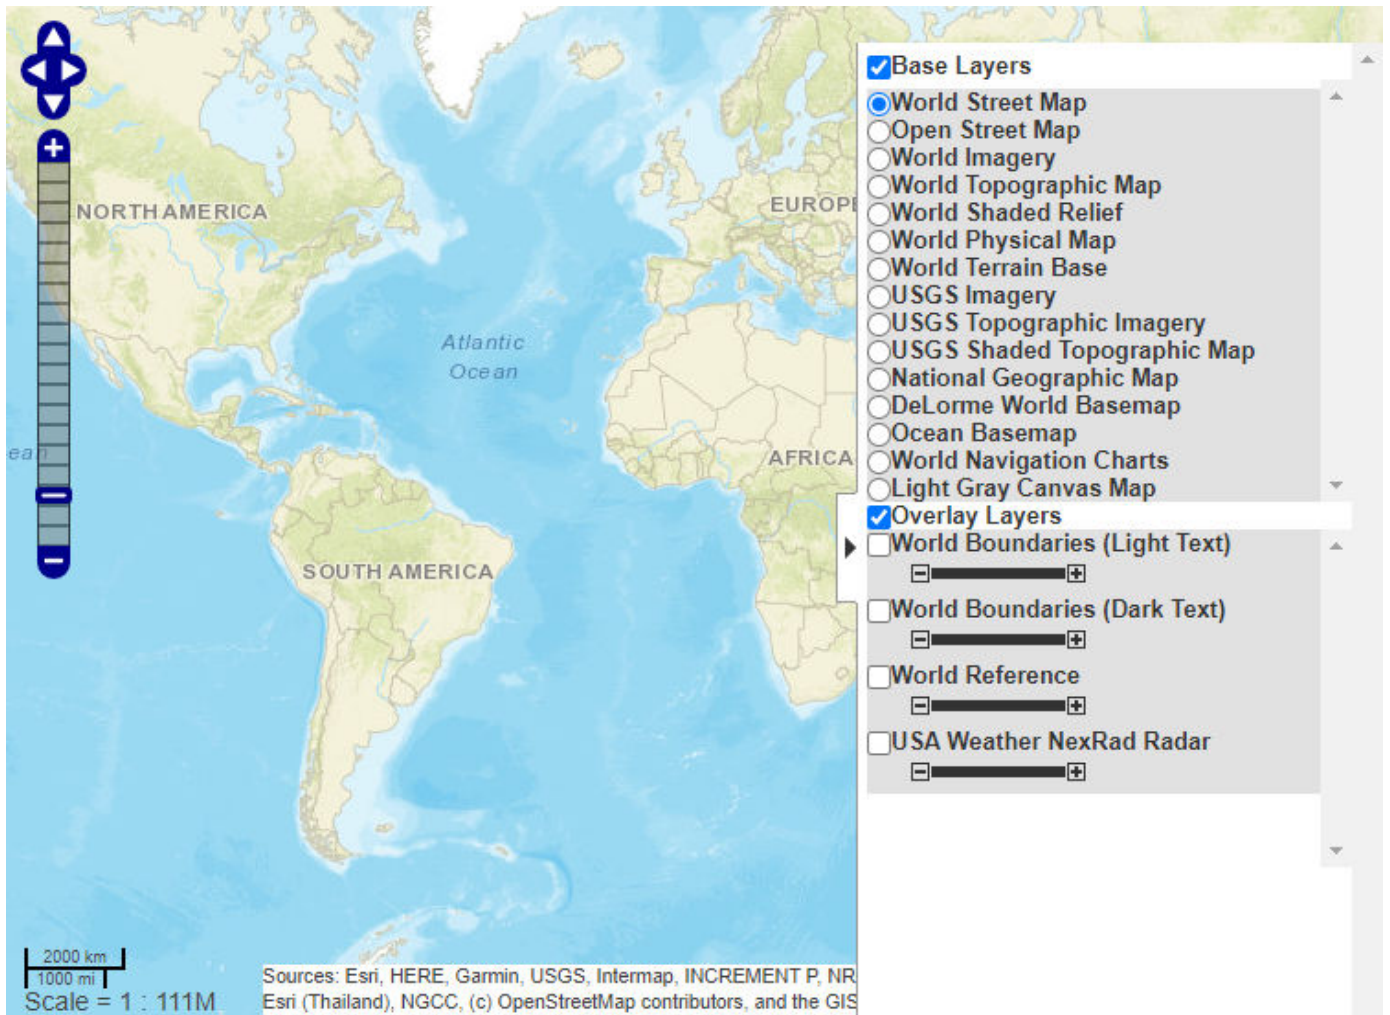 NORTH AMERICA
EUROPE
Atlantic
Ocean
ean
AFRICA
SOUTH AMERICA
2000 km
1000 mi
Scale = 1 : 111M
Sources: Esri, HERE, Garmin, USGS, Intermap, INCREMENT P, NR
Esri (Thailand), NGCC, (c) OpenStreetMap contributors, and the GIS
Base Layers
World Street Map
Open Street Map
World Imagery
World Topographic Map
World Shaded Relief
World Physical Map
World Terrain Base
USGS Imagery
USGS Topographic Imagery
USGS Shaded Topographic Map
National Geographic Map
DeLorme World Basemap
Ocean Basemap
World Navigation Charts
Light Gray Canvas Map
Overlay Layers
World Boundaries (Light Text)
World Boundaries (Dark Text)
World Reference
USA Weather NexRad Radar